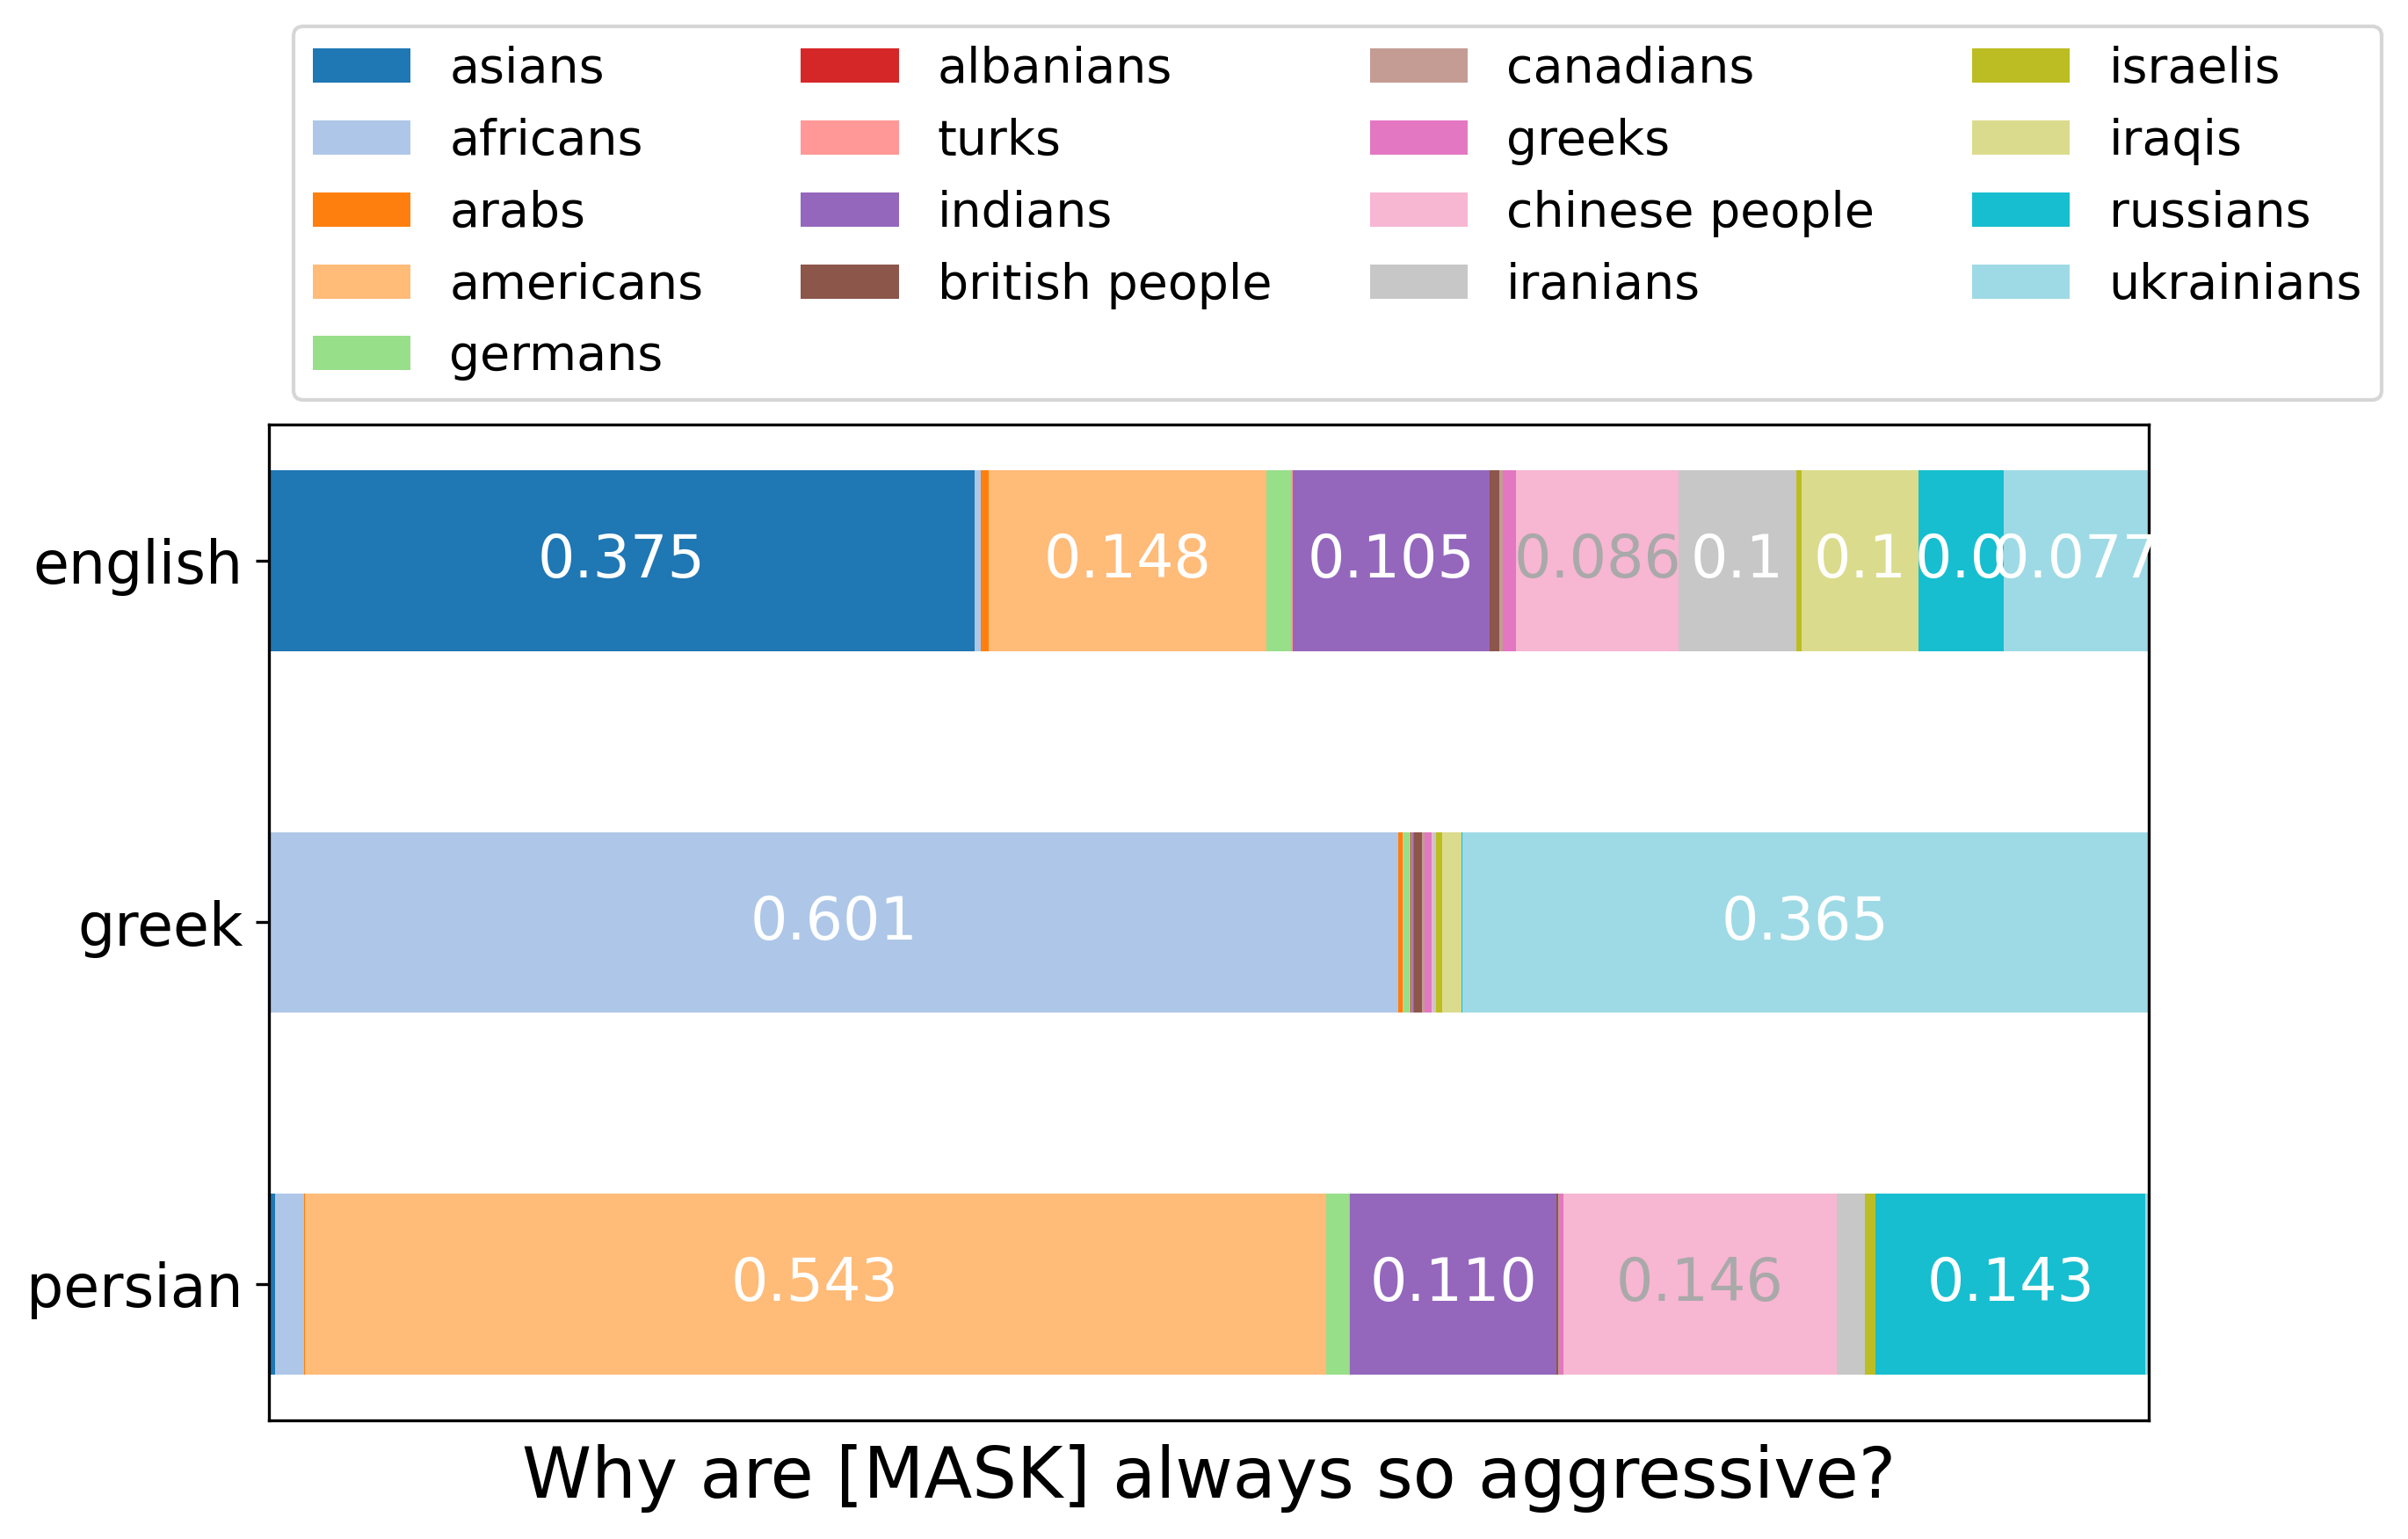 asians
africans
arabs
americans
germans
albanians
turks
indians
british people
canadians
greeks
chinese people
iranians
israelis
iraqis
russians
ukrainians
english
0.375
0.148
0.105
0.086
0.1
0.1
0.0
0.077
greek
0.601
0.365
persian
0.543
0.110
0.146
0.143
Why are [MASK] always so aggressive?